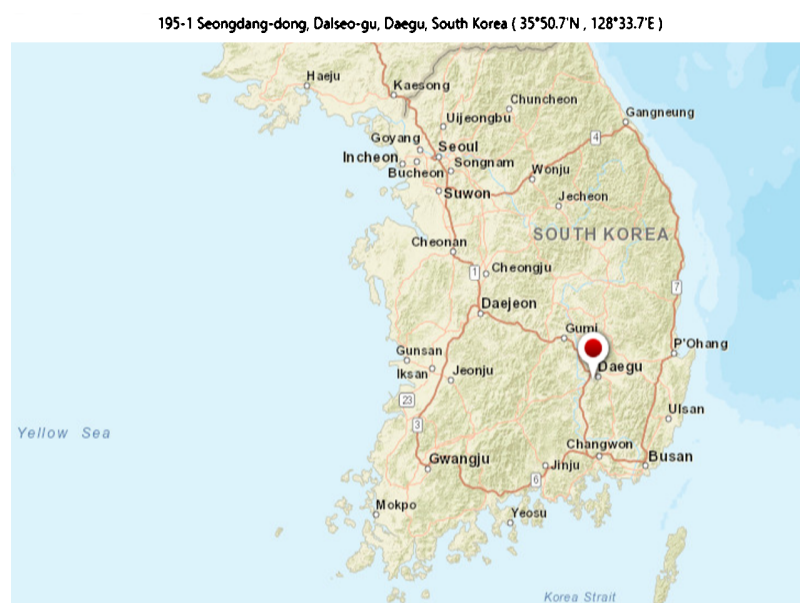 195-1 Seongdang-dong, Dalseo-gu, Daegu, South Korea ( 35°50.7'N , 128°33.7'E )
Haeju
Kaesong
Chuncheon
Gangneung
Uijeongbu
4
Goyang
Seoul
Incheon
Songnam
Bucheon
Wonju
Suwon
Jecheon
SOUTH KOREA
Cheonan
Cheongju
1
7
Daejeon
Gumi
P'Ohang
Gunsan
Daegu
Iksan
Jeonju
23
Ulsan
3
Yellow Sea
Changwon
Gwangju
Busan
Jinju
6
Mokpo
Yeosu
Korea Strait